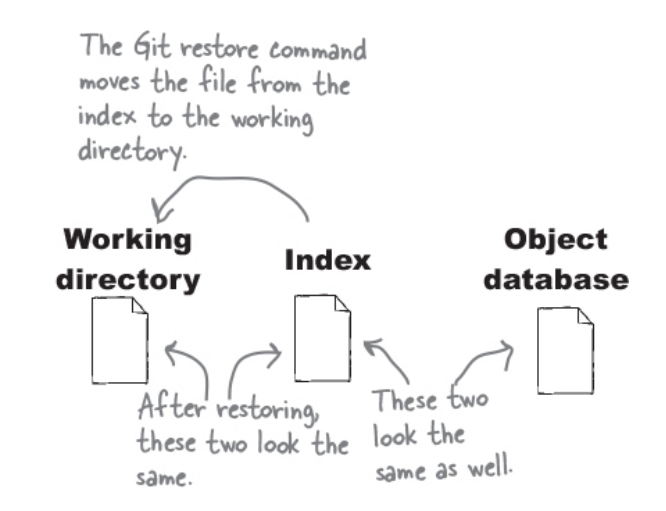 The Git restore command
moves the file from the
index to the working
directory.
Working
directory
Index
Object
database
After restoring,
these two look the
same.
These two
look the
same as well.